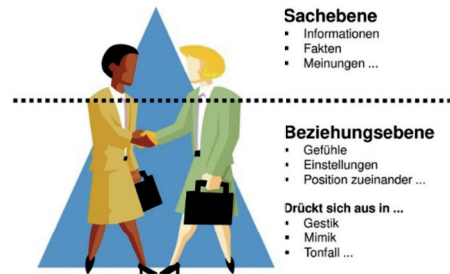 Sachebene
▪ Informationen
▪ Fakten
▪ Meinungen ...
Beziehungsebene
▪ Gefühle
▪ Einstellungen
▪ Position zueinander ...
Drückt sich aus in ...
▪ Gestik
▪ Mimik
▪ Tonfall ...